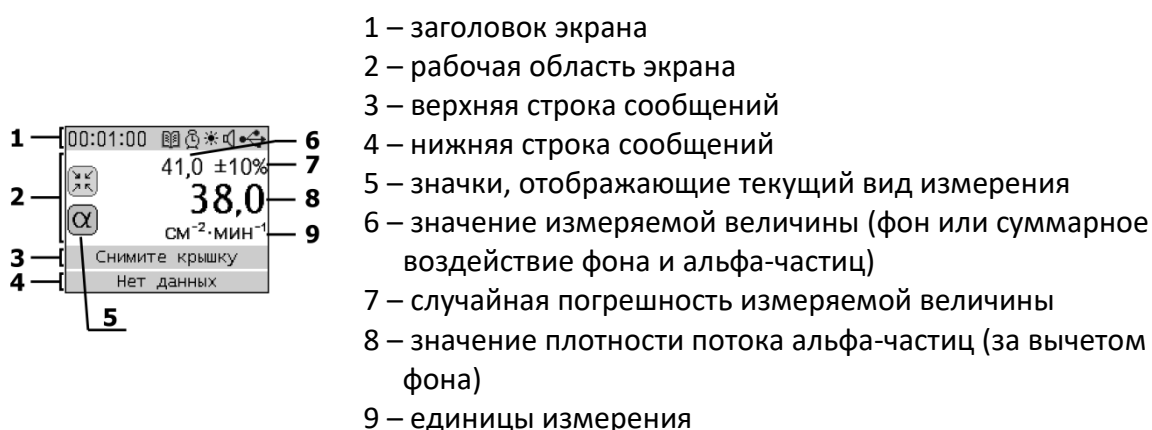 1 – заголовок экрана
2 – рабочая область экрана
3 – верхняя строка сообщений
4 – нижняя строка сообщений
5 – значки, отображающие текущий вид измерения
6 – значение измеряемой величины (фон или суммарное
воздействие фона и альфа-частиц)
7 – случайная погрешность измеряемой величины
8 – значение плотности потока альфа-частиц (за вычетом
фона)
9 – единицы измерения
1
00:01:00
6
41,0 ±10%
7
2
38,0
8
α
см⁻²·мин⁻¹
9
3
Снимите крышку
4
Нет данных
5